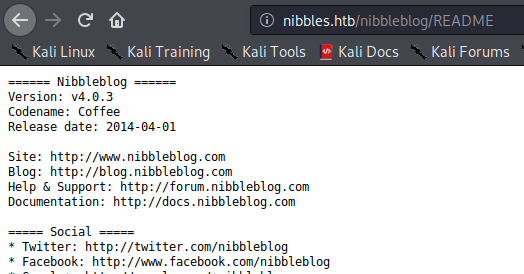 nibbles.htb/nibbleblog/README
Kali Linux Kali Training Kali Tools Kali Docs Kali Forums
====== Nibbleblog ======
Version: v4.0.3
Codename: Coffee
Release date: 2014-04-01
Site: http://www.nibbleblog.com
Blog: http://blog.nibbleblog.com
Help & Support: http://forum.nibbleblog.com
Documentation: http://docs.nibbleblog.com
===== Social =====
* Twitter: http://twitter.com/nibbleblog
* Facebook: http://www.facebook.com/nibbleblog